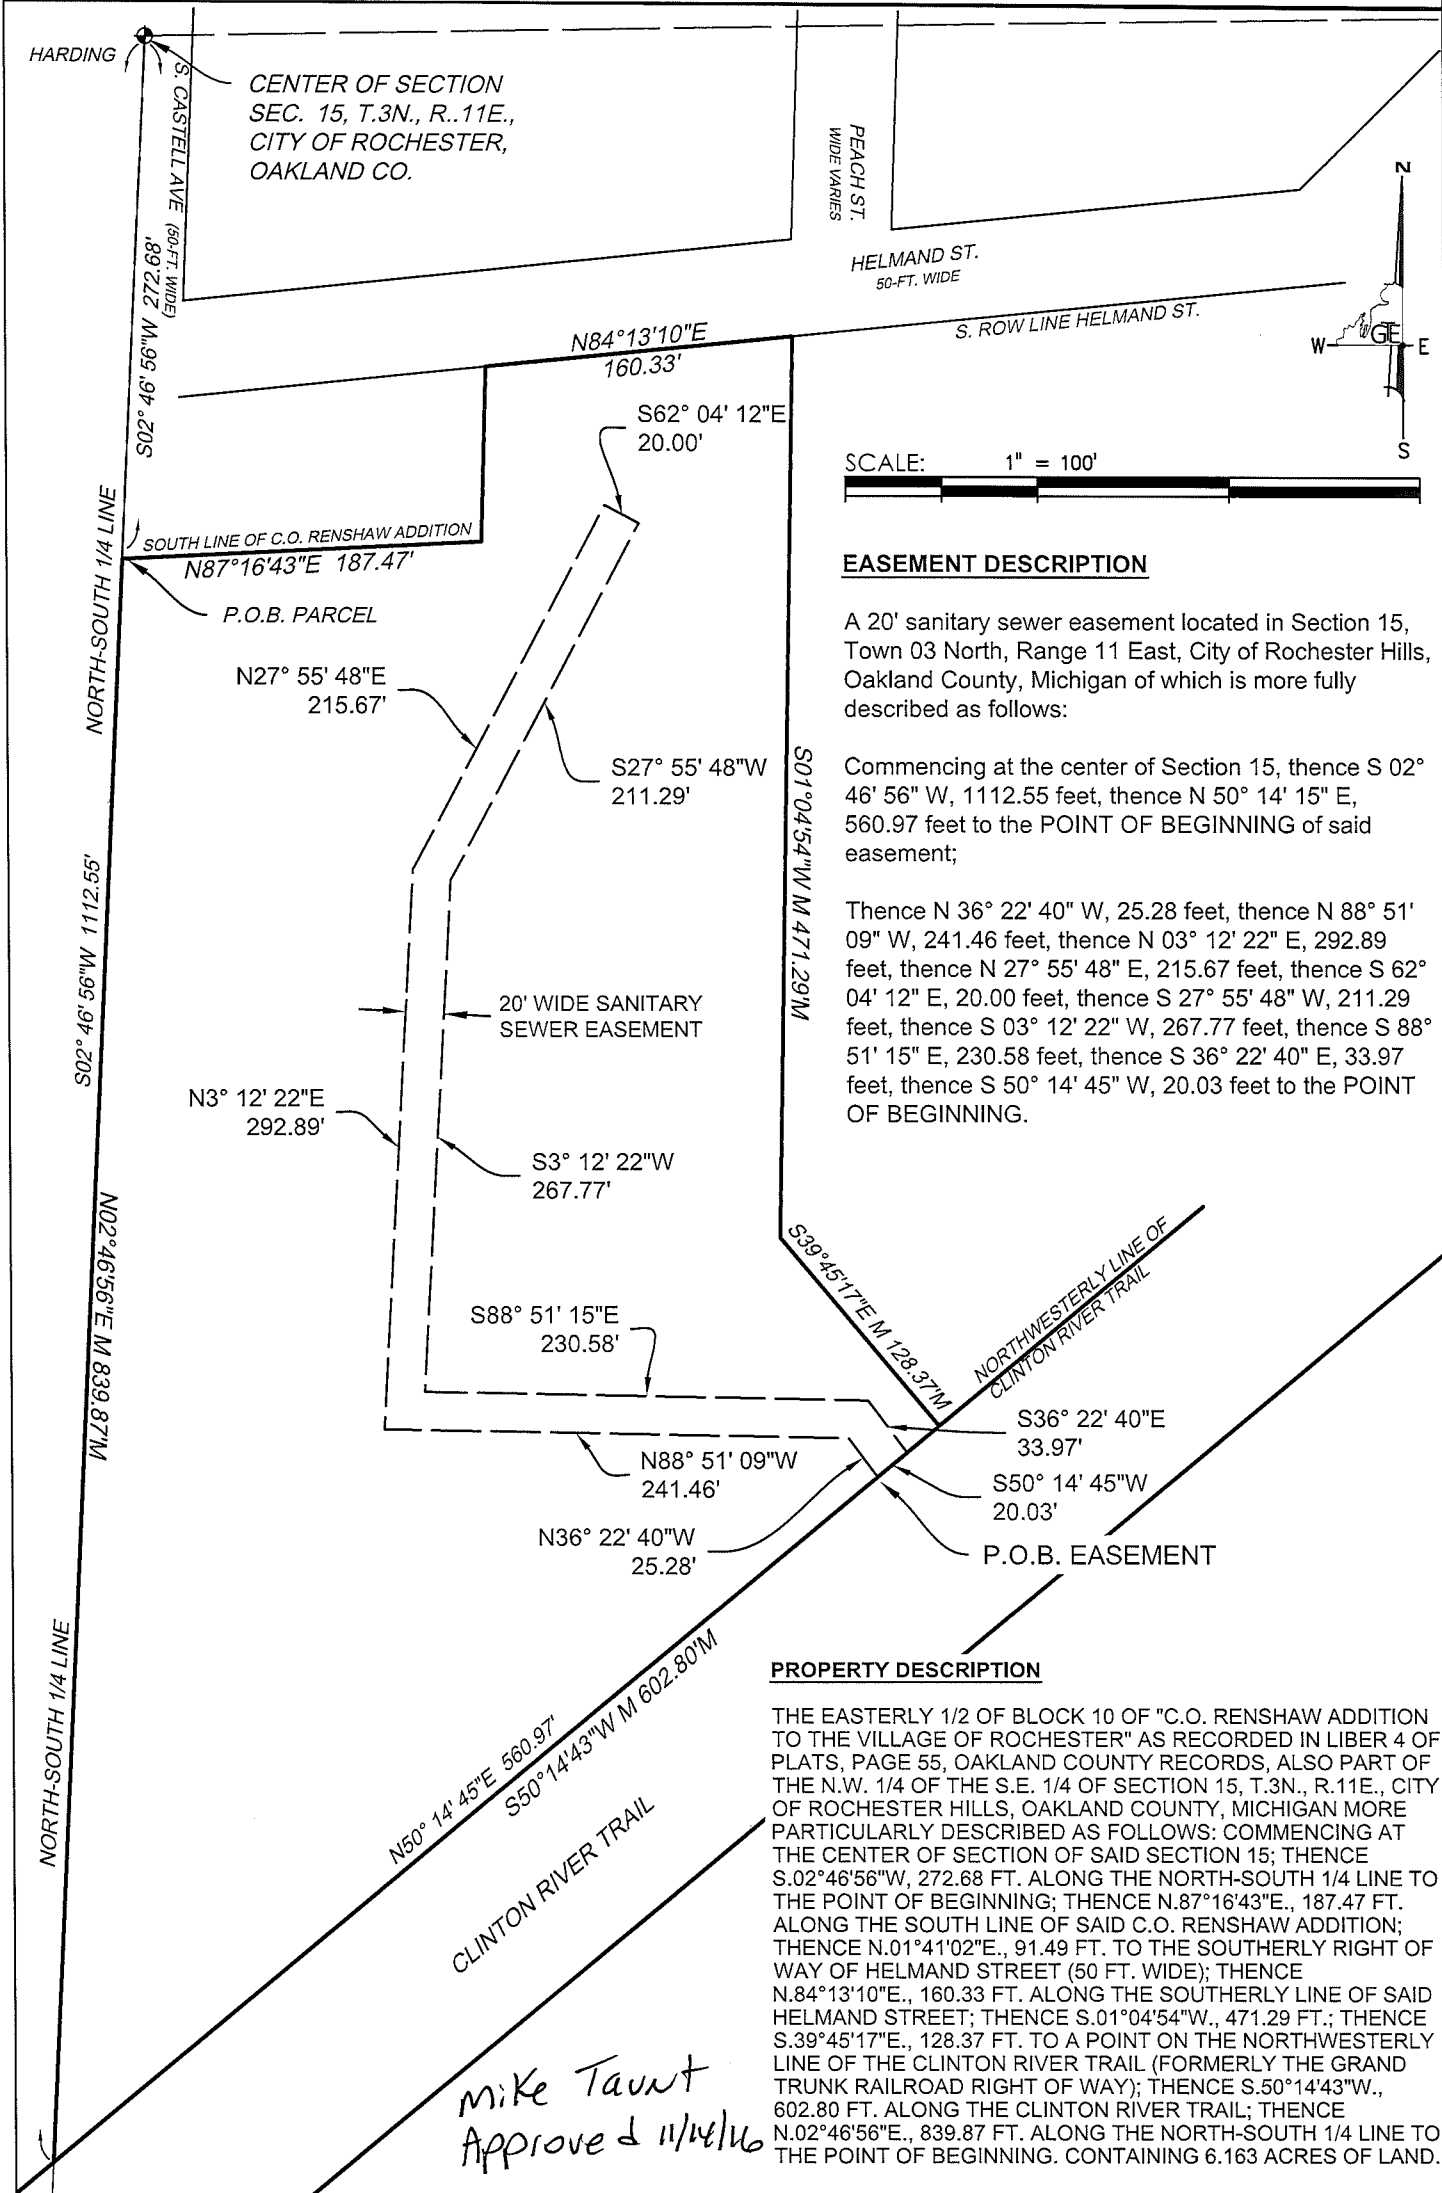 HARDING
CENTER OF SECTION
SEC. 15, T.3N., R..11E.,
CITY OF ROCHESTER,
OAKLAND CO.
S. CASTELL AVE (50-FT. WIDE)
S02° 46' 56"W 272.68'
PEACH ST.
WIDE VARIES
HELMAND ST.
50-FT. WIDE
S. ROW LINE HELMAND ST.
N
W
GE
E
S
N84°13'10"E
160.33'
S62° 04' 12"E
20.00'
SCALE: 1" = 100'
SOUTH LINE OF C.O. RENSHAW ADDITION
N87°16'43"E 187.47'
P.O.B. PARCEL
NORTH-SOUTH 1/4 LINE
EASEMENT DESCRIPTION
A 20' sanitary sewer easement located in Section 15,
Town 03 North, Range 11 East, City of Rochester Hills,
Oakland County, Michigan of which is more fully
described as follows:
Commencing at the center of Section 15, thence S 02°
46' 56" W, 1112.55 feet, thence N 50° 14' 15" E,
560.97 feet to the POINT OF BEGINNING of said
easement;
Thence N 36° 22' 40" W, 25.28 feet, thence N 88° 51'
09" W, 241.46 feet, thence N 03° 12' 22" E, 292.89
feet, thence N 27° 55' 48" E, 215.67 feet, thence S 62°
04' 12" E, 20.00 feet, thence S 27° 55' 48" W, 211.29
feet, thence S 03° 12' 22" W, 267.77 feet, thence S 88°
51' 15" E, 230.58 feet, thence S 36° 22' 40" E, 33.97
feet, thence S 50° 14' 45" W, 20.03 feet to the POINT
OF BEGINNING.
N27° 55' 48"E
215.67'
S27° 55' 48"W
211.29'
S01°04'54"W M 471.29'M
S02° 46' 56"W 1112.55'
20' WIDE SANITARY
SEWER EASEMENT
N3° 12' 22"E
292.89'
S3° 12' 22"W
267.77'
N02°46'56"E M 839.87'M
S39°45'17"E M 128.37'M
NORTHWESTERLY LINE OF
CLINTON RIVER TRAIL
S88° 51' 15"E
230.58'
S36° 22' 40"E
33.97'
N88° 51' 09"W
241.46'
S50° 14' 45"W
20.03'
N36° 22' 40"W
25.28'
P.O.B. EASEMENT
NORTH-SOUTH 1/4 LINE
N50° 14' 45"E 560.97'
S50°14'43"W M 602.80'M
CLINTON RIVER TRAIL
PROPERTY DESCRIPTION
THE EASTERLY 1/2 OF BLOCK 10 OF "C.O. RENSHAW ADDITION
TO THE VILLAGE OF ROCHESTER" AS RECORDED IN LIBER 4 OF
PLATS, PAGE 55, OAKLAND COUNTY RECORDS, ALSO PART OF
THE N.W. 1/4 OF THE S.E. 1/4 OF SECTION 15, T.3N., R.11E., CITY
OF ROCHESTER HILLS, OAKLAND COUNTY, MICHIGAN MORE
PARTICULARLY DESCRIBED AS FOLLOWS: COMMENCING AT
THE CENTER OF SECTION OF SAID SECTION 15; THENCE
S.02°46'56"W, 272.68 FT. ALONG THE NORTH-SOUTH 1/4 LINE TO
THE POINT OF BEGINNING; THENCE N.87°16'43"E., 187.47 FT.
ALONG THE SOUTH LINE OF SAID C.O. RENSHAW ADDITION;
THENCE N.01°41'02"E., 91.49 FT. TO THE SOUTHERLY RIGHT OF
WAY OF HELMAND STREET (50 FT. WIDE); THENCE
N.84°13'10"E., 160.33 FT. ALONG THE SOUTHERLY LINE OF SAID
HELMAND STREET; THENCE S.01°04'54"W., 471.29 FT.; THENCE
S.39°45'17"E., 128.37 FT. TO A POINT ON THE NORTHWESTERLY
LINE OF THE CLINTON RIVER TRAIL (FORMERLY THE GRAND
TRUNK RAILROAD RIGHT OF WAY); THENCE S.50°14'43"W.,
602.80 FT. ALONG THE CLINTON RIVER TRAIL; THENCE
N.02°46'56"E., 839.87 FT. ALONG THE NORTH-SOUTH 1/4 LINE TO
THE POINT OF BEGINNING. CONTAINING 6.163 ACRES OF LAND.
Mike Taunt
Approved 11/14/16